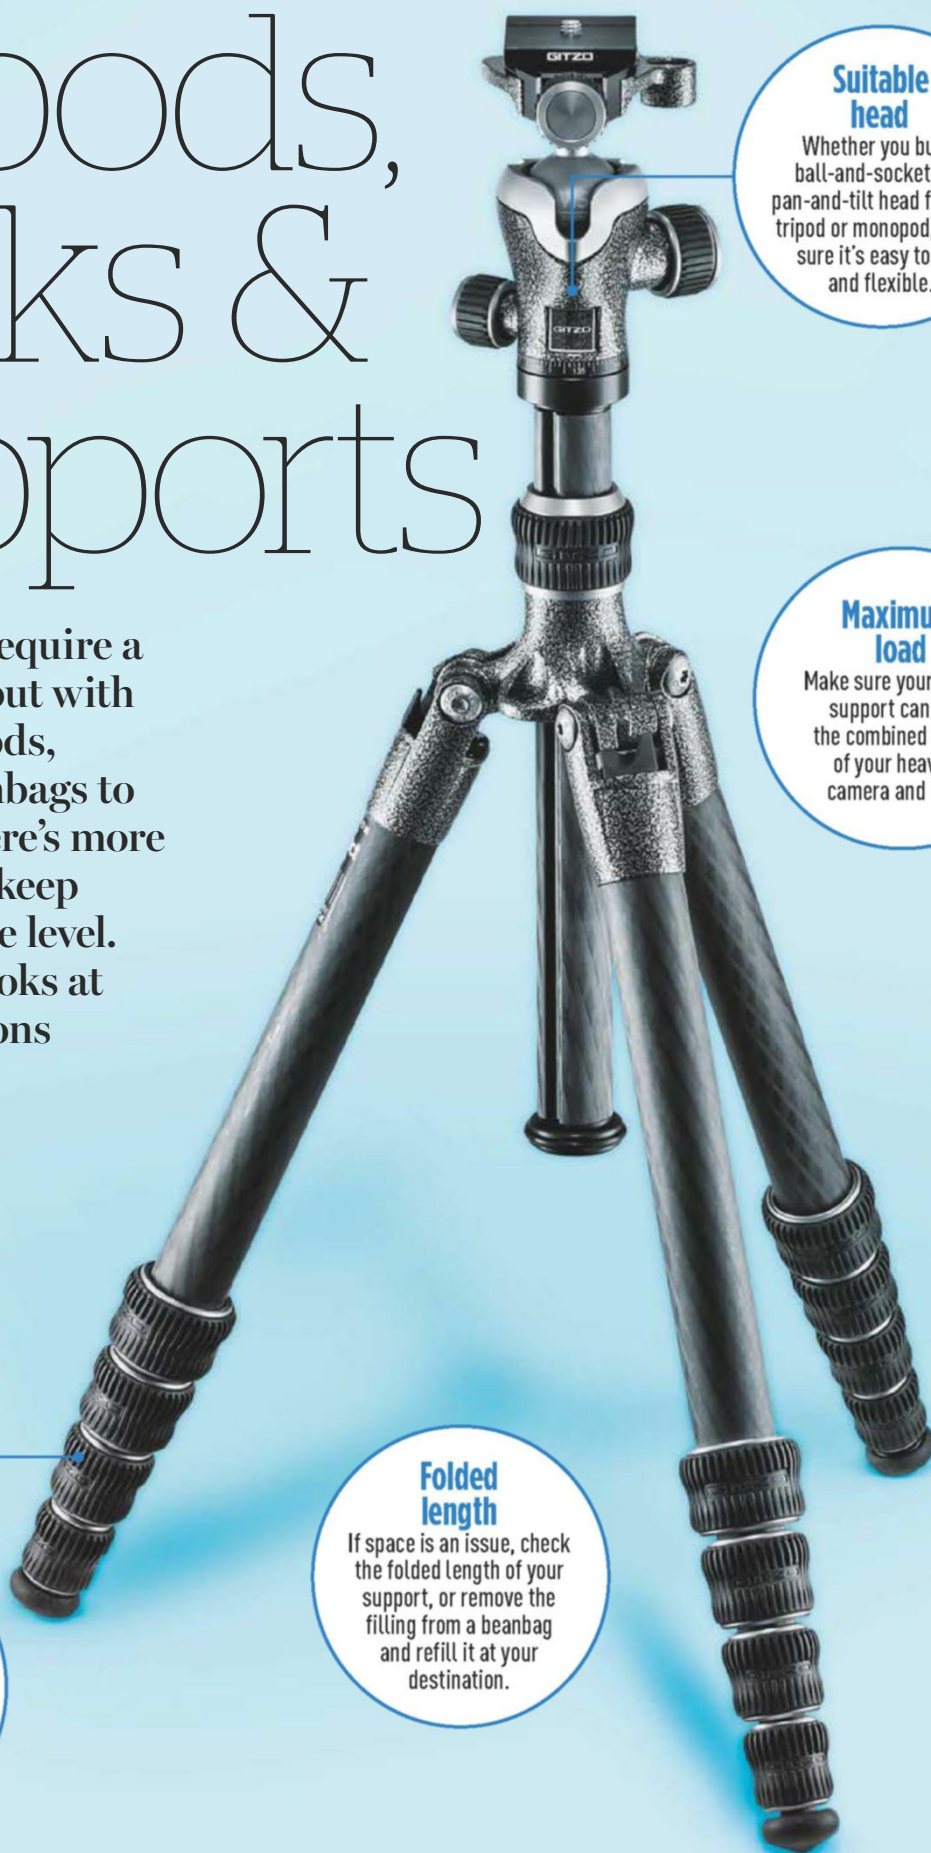 pods,
ks &
pports
equire a
out with
ds,
bags to
ere's more
keep
e level.
oks at
ons
GITZO
GITZO
Suitable
head
Whether you bu
ball-and-socket
pan-and-tilt head f
tripod or monopod,
sure it's easy to
and flexible.
Maximu
load
Make sure your
support can
the combined
of your heav
camera and
Folded
length
If space is an issue, check
the folded length of your
support, or remove the
filling from a beanbag
and refill it at your
destination.